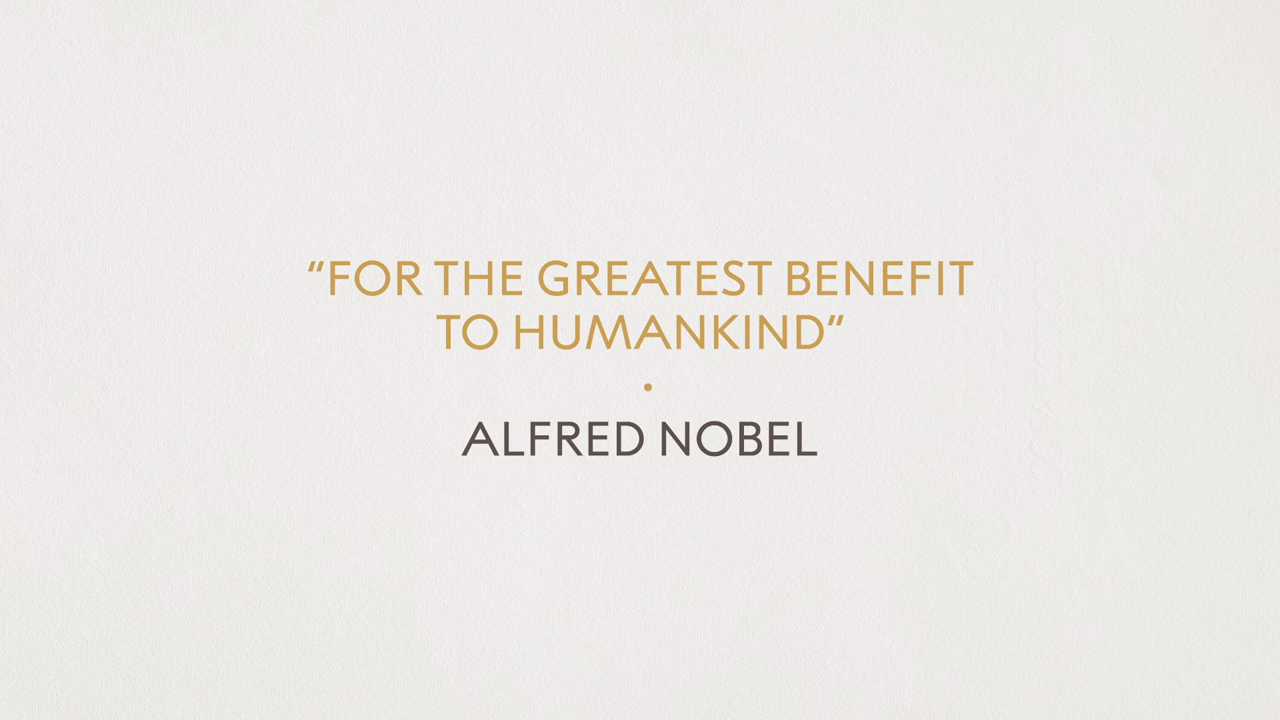 “FOR THE GREATEST BENEFIT
TO HUMANKIND”
•
ALFRED NOBEL